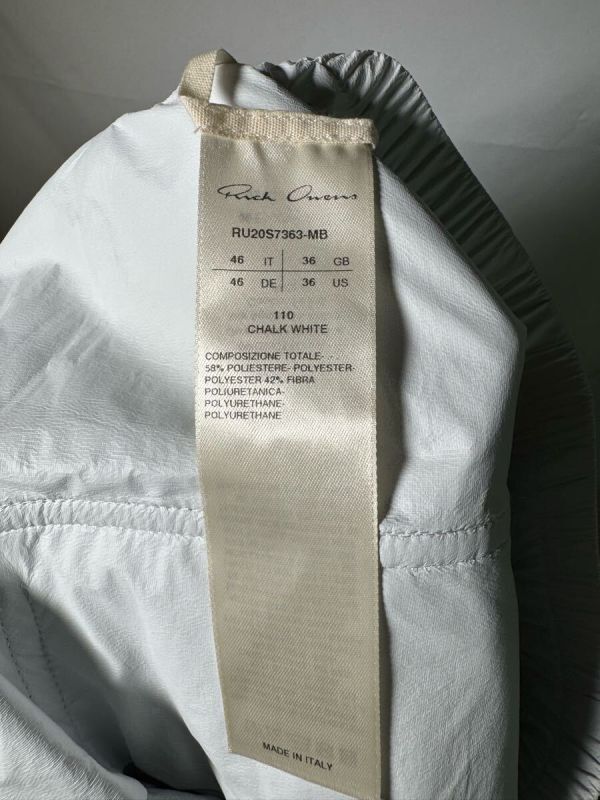 Rick Owens
RU20S7363-MB
46 IT 36 GB
46 DE 36 US
110
CHALK WHITE
COMPOSIZIONE TOTALE- - -
58% POLIESTERE- POLYESTER-
POLYESTER 42% FIBRA
POLIURETANICA-
POLYURETHANE-
POLYURETHANE
MADE IN ITALY